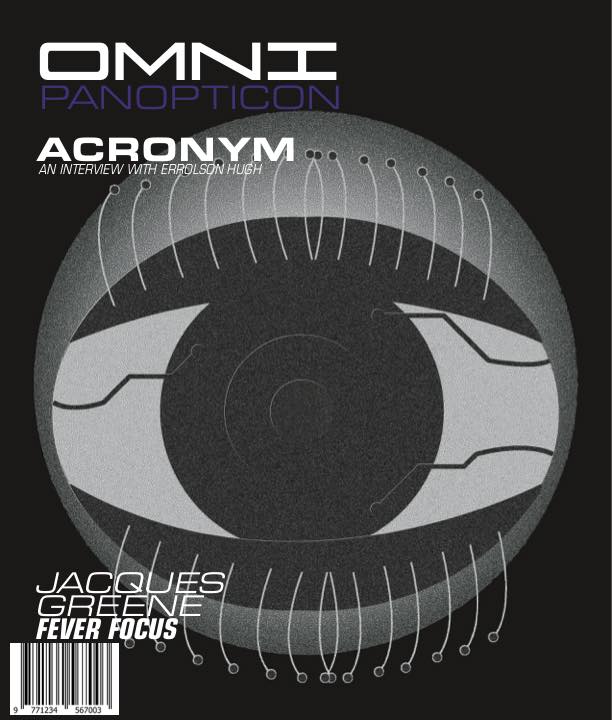 OMNI
PANOPTICON
ACRONYM
AN INTERVIEW WITH ERROLSON HUGH
JACQUES
GREENE
FEVER FOCUS
9 771234 567003